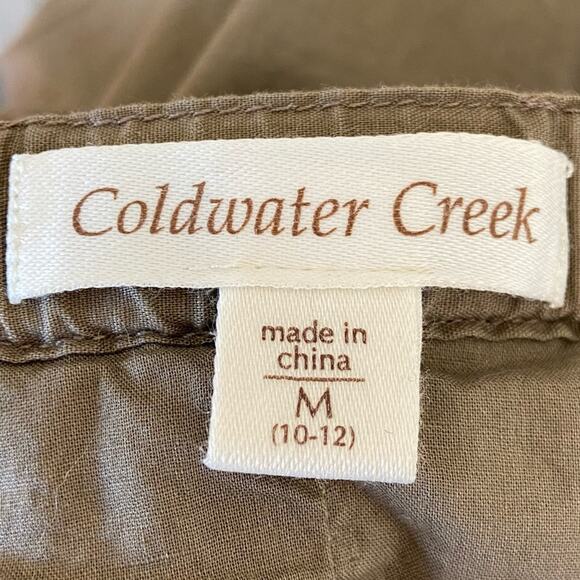 Coldwater Creek
made in
china
M
(10-12)